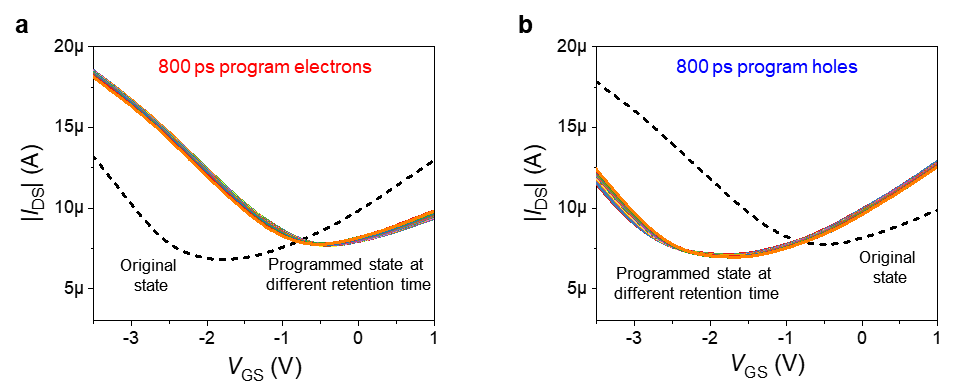 a
800 ps program electrons
20μ
15μ
10μ
5μ
|IDS| (A)
Original
state
Programmed state at
different retention time
-3
-2
-1
0
1
VGS (V)
b
800 ps program holes
20μ
15μ
10μ
5μ
|IDS| (A)
Programmed state at
different retention time
Original
state
-3
-2
-1
0
1
VGS (V)